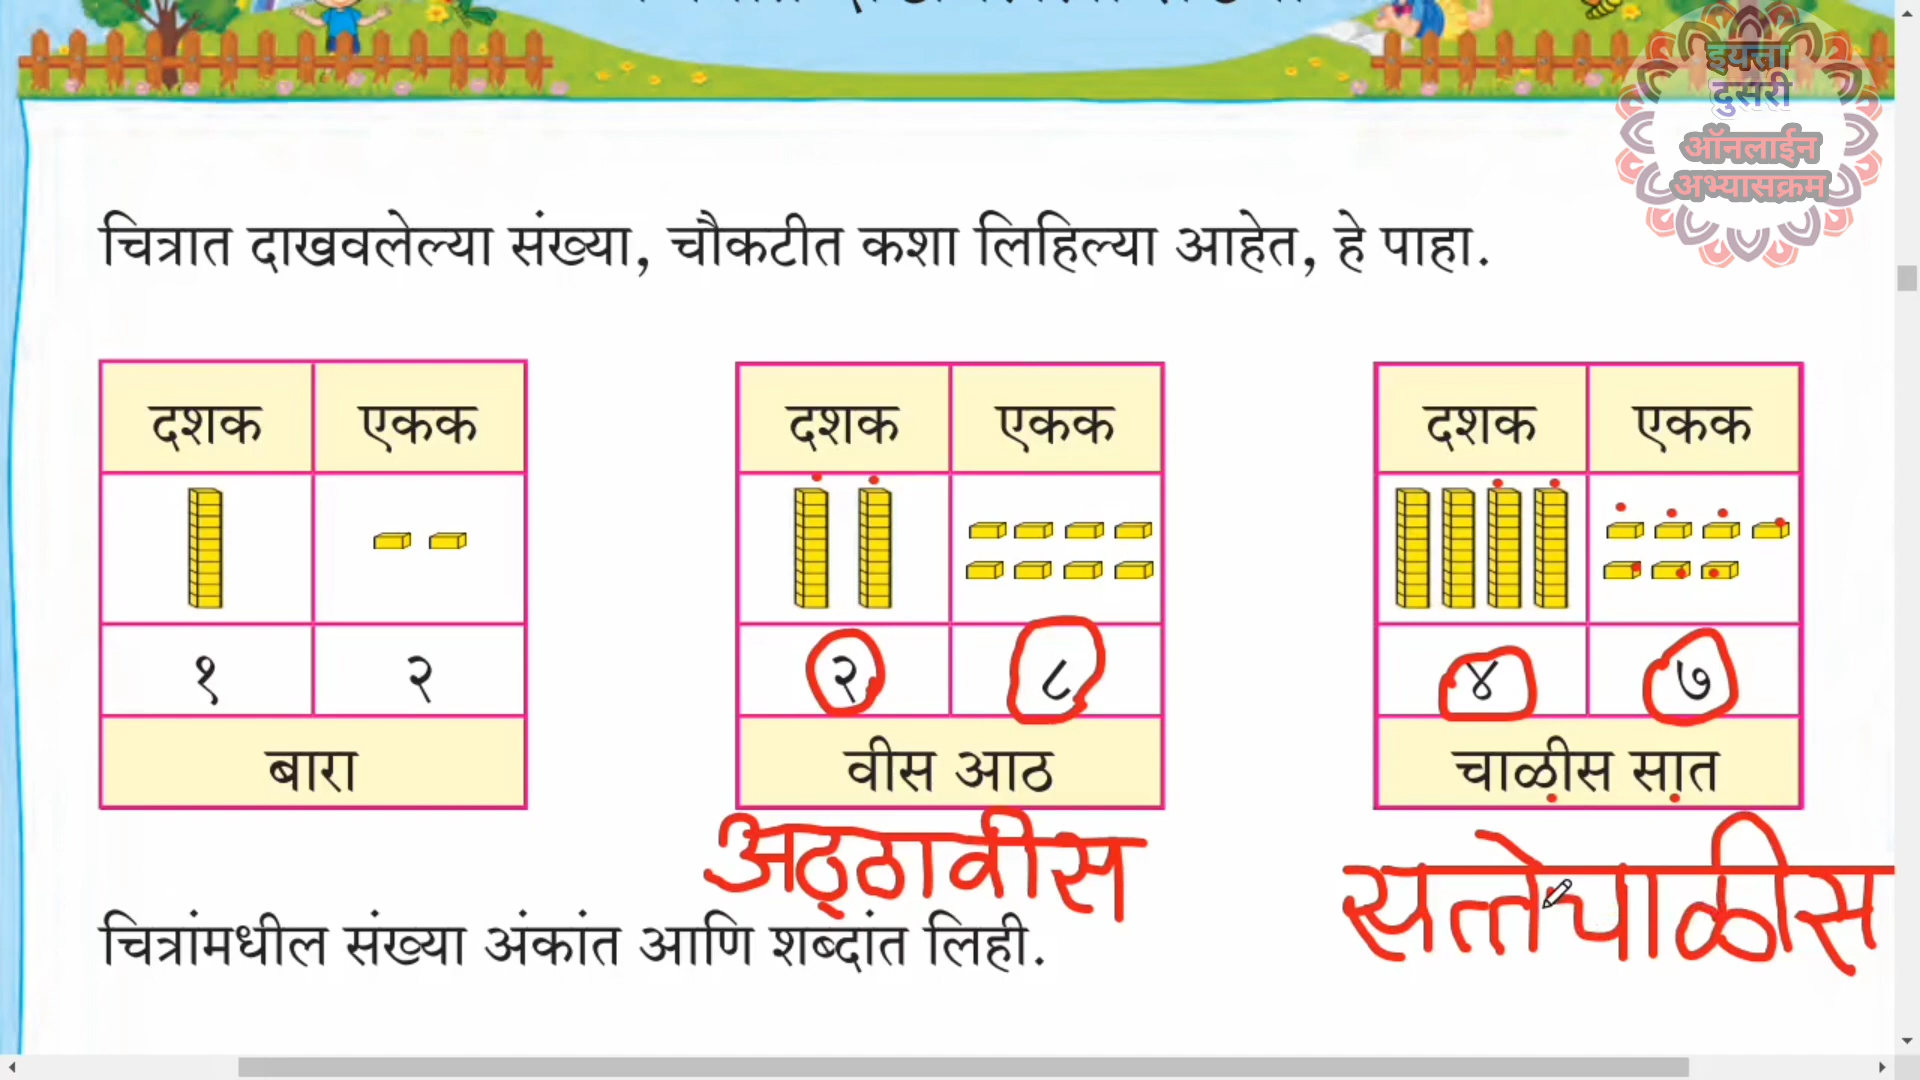 इयत्ता
दुसरी
ऑनलाईन
अभ्यासक्रम
चित्रात दाखवलेल्या संख्या, चौकटीत कशा लिहिल्या आहेत, हे पाहा.
दशक एकक
१ २
बारा
दशक एकक
२ ८
वीस आठ
अठ्ठावीस
दशक एकक
४ ७
चाळीस सात
सत्तेचाळीस
चित्रांमधील संख्या अंकांत आणि शब्दांत लिही.